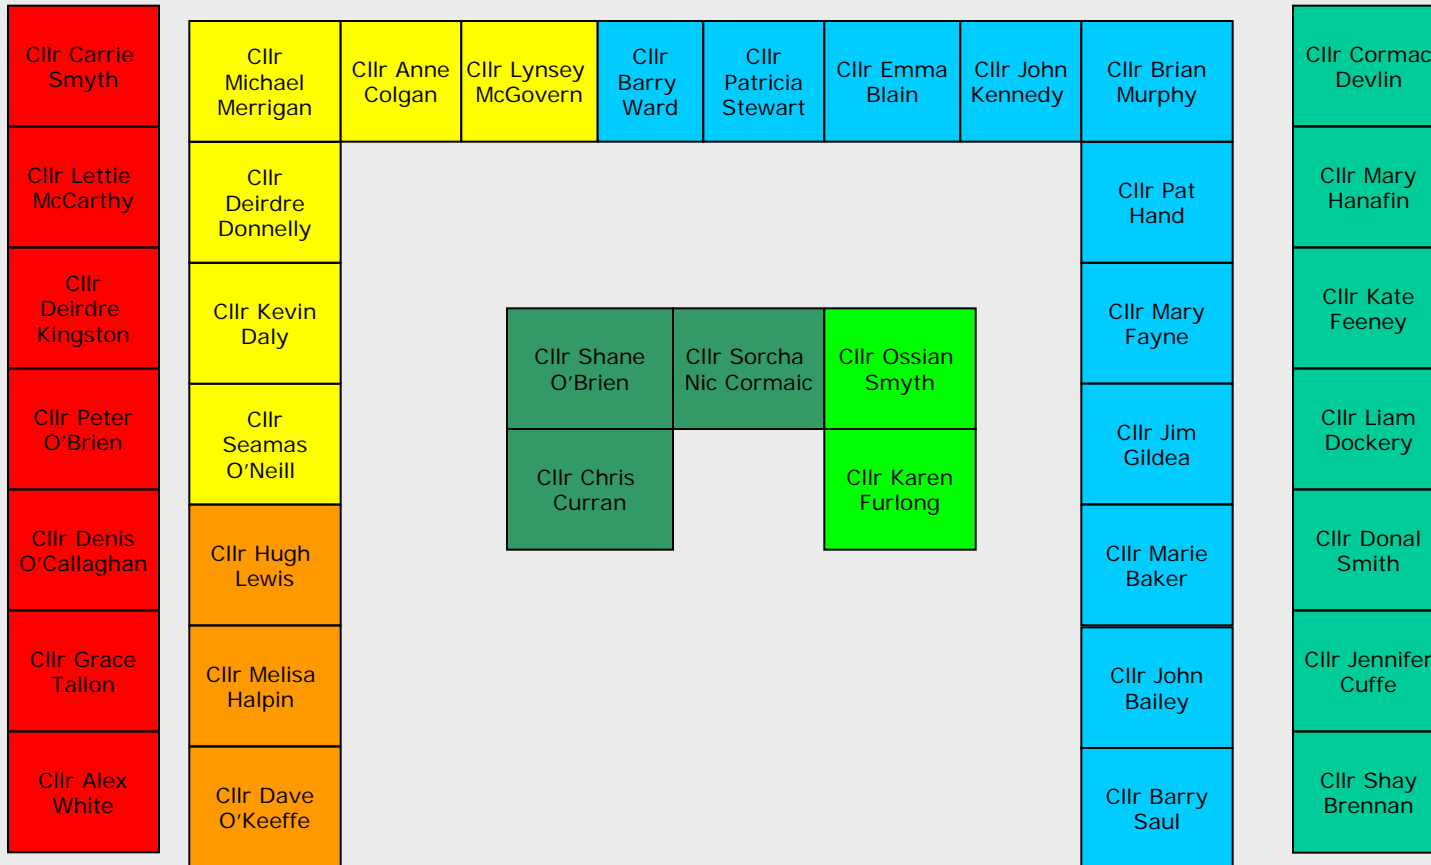 Cllr Carrie
Smyth
Cllr Lettie
McCarthy
Cllr
Deirdre
Kingston
Cllr Peter
O'Brien
Cllr Denis
O'Callaghan
Cllr Grace
Tallon
Cllr Alex
White
Cllr
Michael
Merrigan
Cllr Anne
Colgan
Cllr Lynsey
McGovern
Cllr
Barry
Ward
Cllr
Patricia
Stewart
Cllr Emma
Blain
Cllr John
Kennedy
Cllr Brian
Murphy
Cllr
Deirdre
Donnelly
Cllr Kevin
Daly
Cllr
Seamas
O'Neill
Cllr Hugh
Lewis
Cllr Melisa
Halpin
Cllr Dave
O'Keeffe
Cllr Shane
O'Brien
Cllr Sorcha
Nic Cormaic
Cllr Ossian
Smyth
Cllr Chris
Curran
Cllr Karen
Furlong
Cllr Pat
Hand
Cllr Mary
Fayne
Cllr Jim
Gildea
Cllr Marie
Baker
Cllr John
Bailey
Cllr Barry
Saul
Cllr Cormac
Devlin
Cllr Mary
Hanafin
Cllr Kate
Feeney
Cllr Liam
Dockery
Cllr Donal
Smith
Cllr Jennifer
Cuffe
Cllr Shay
Brennan